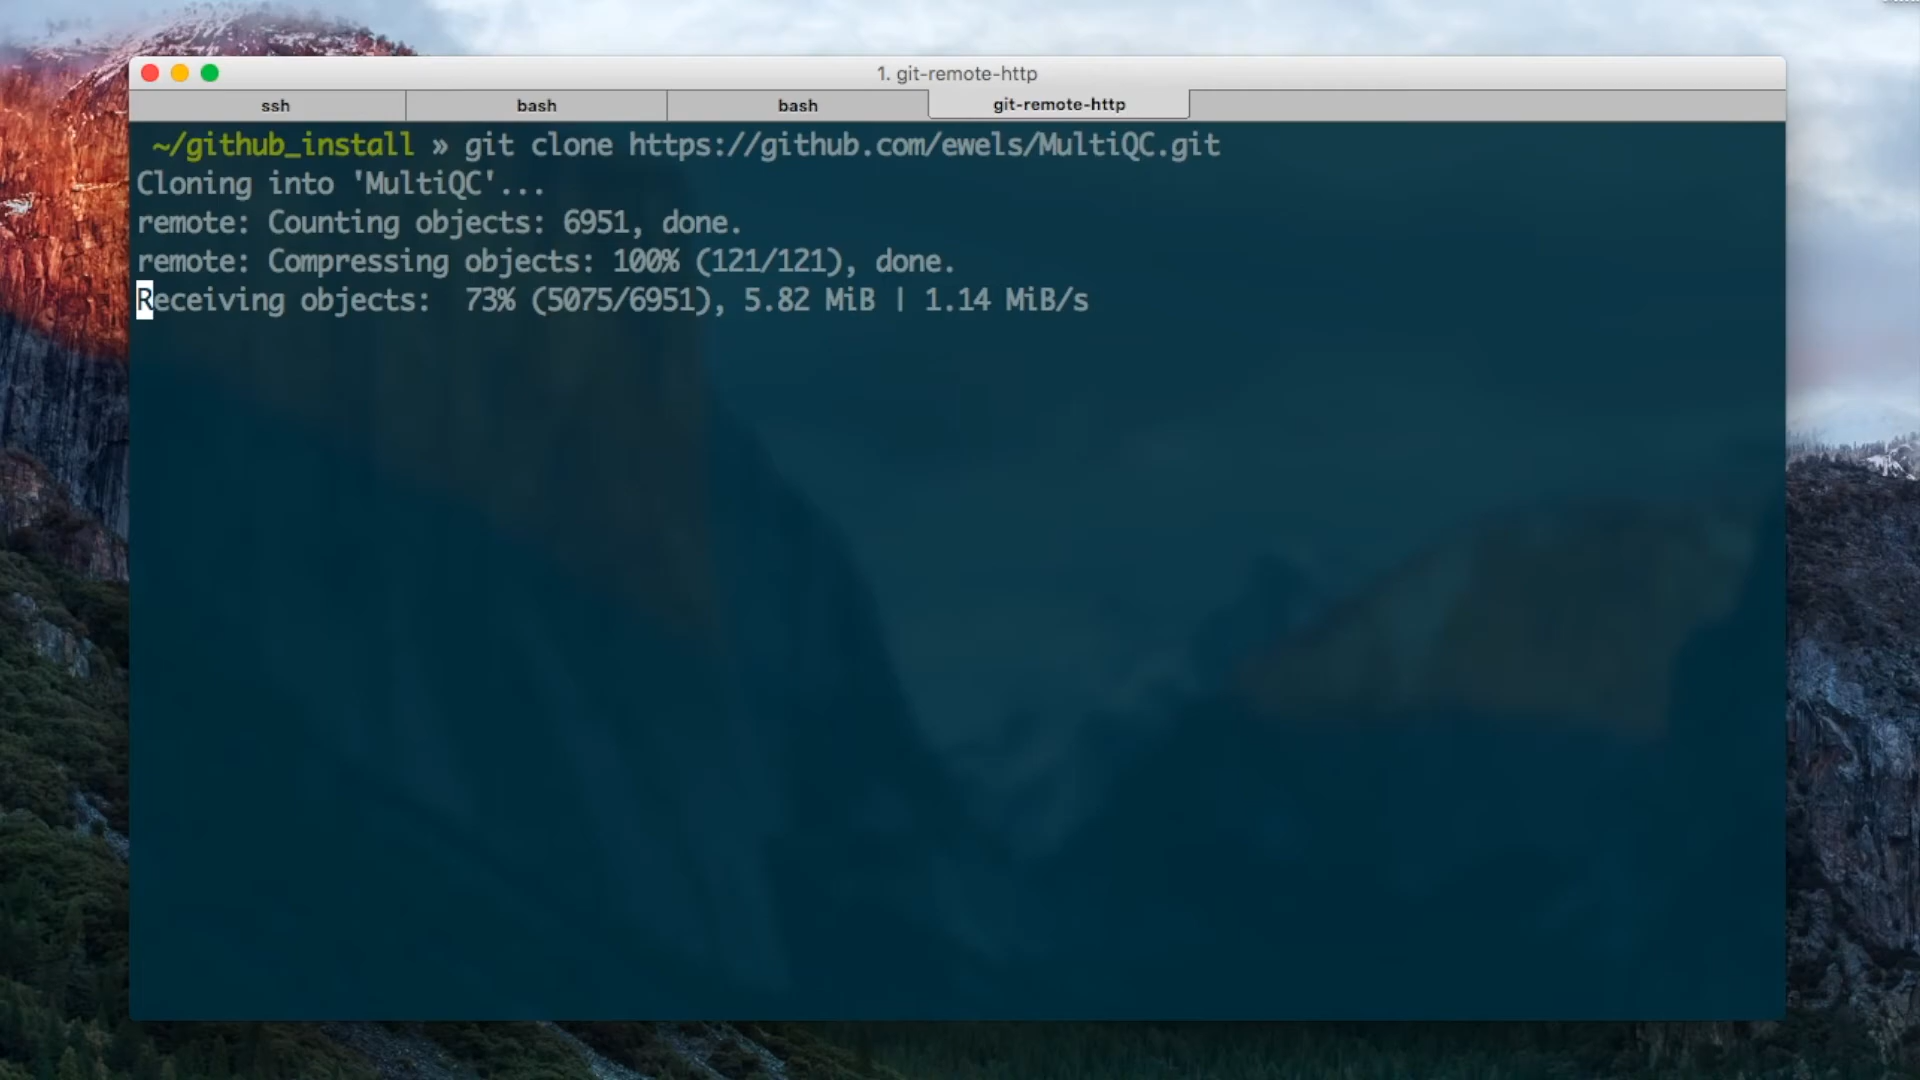 1. git-remote-http
ssh bash bash git-remote-http
~/github_install » git clone https://github.com/ewels/MultiQC.git
Cloning into 'MultiQC'...
remote: Counting objects: 6951, done.
remote: Compressing objects: 100% (121/121), done.
Receiving objects:  73% (5075/6951), 5.82 MiB | 1.14 MiB/s